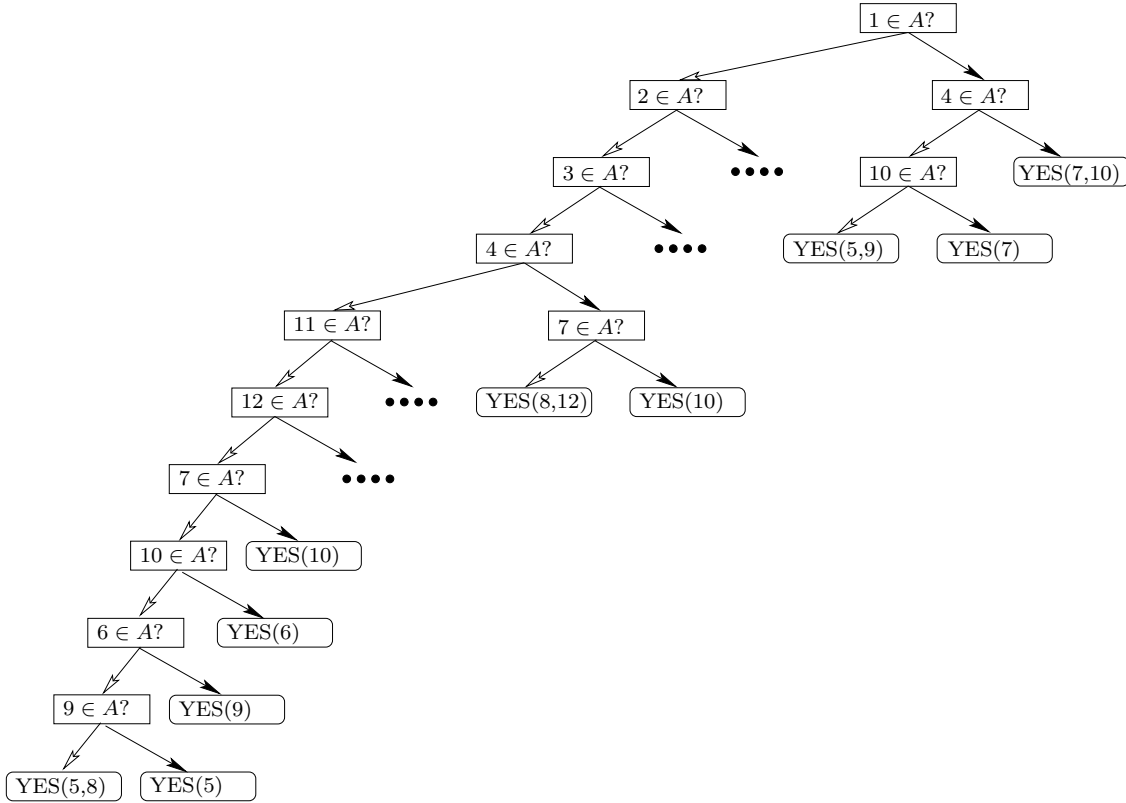 1 ∈ A?
2 ∈ A?
4 ∈ A?
3 ∈ A?
10 ∈ A?
YES(7,10)
4 ∈ A?
YES(5,9)
YES(7)
11 ∈ A?
7 ∈ A?
12 ∈ A?
YES(8,12)
YES(10)
7 ∈ A?
10 ∈ A?
YES(10)
6 ∈ A?
YES(6)
9 ∈ A?
YES(9)
YES(5,8)
YES(5)